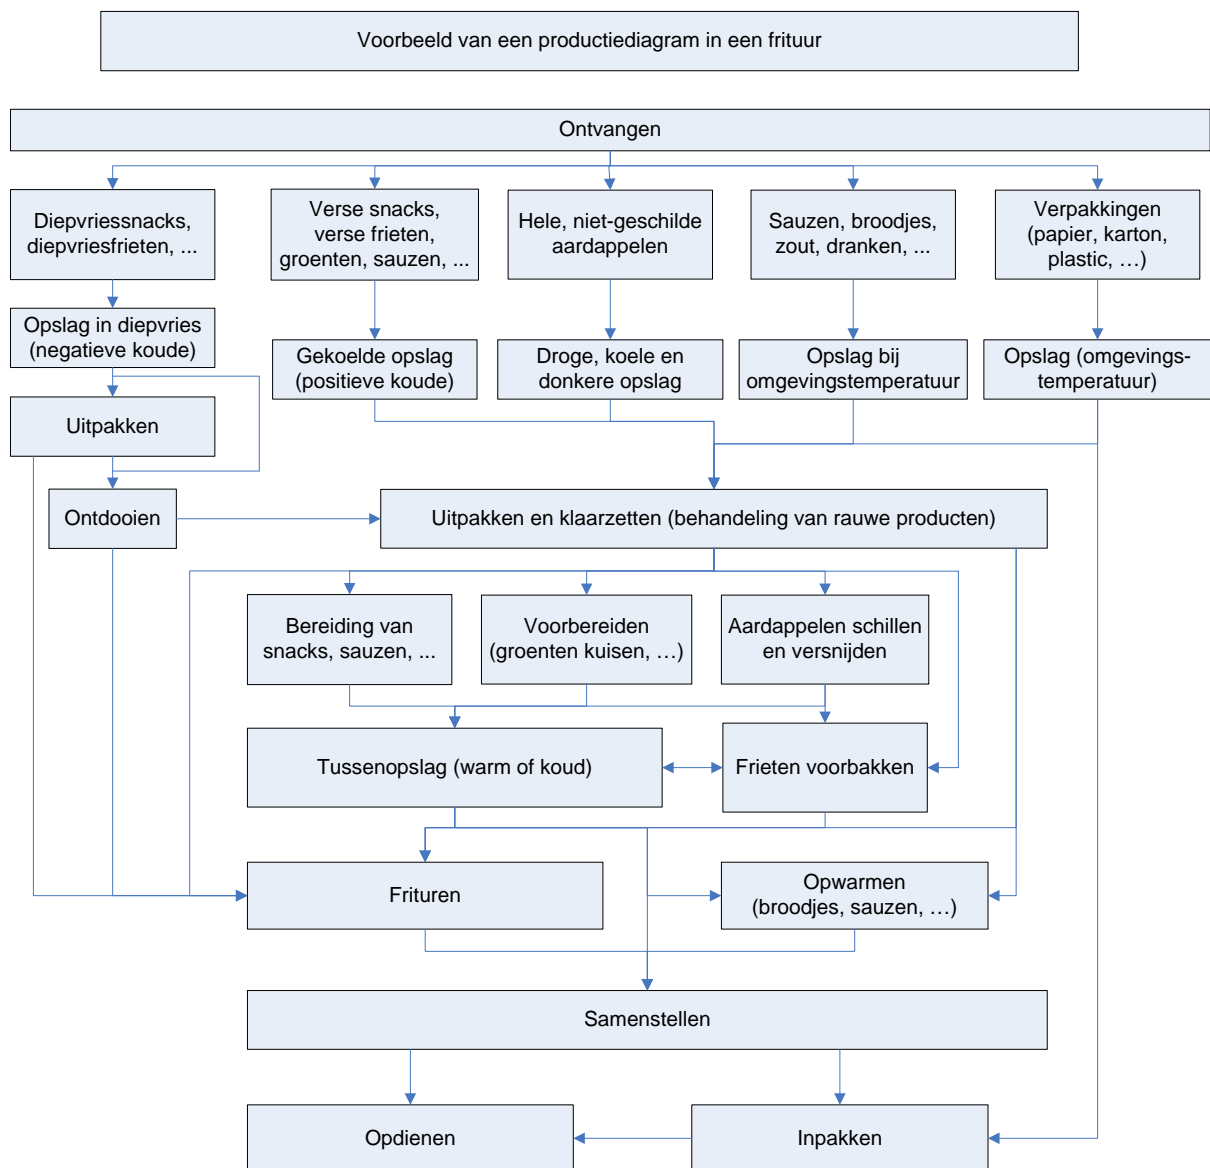 Voorbeeld van een productiediagram in een frituur
Ontvangen
Diepvriessnacks,
diepvriesfrieten, ...
Verse snacks,
verse frieten,
groenten, sauzen, ...
Hele, niet-geschilde
aardappelen
Sauzen, broodjes,
zout, dranken, ...
Verpakkingen
(papier, karton,
plastic, …)
Opslag in diepvries
(negatieve koude)
Gekoelde opslag
(positieve koude)
Droge, koele en
donkere opslag
Opslag bij
omgevingstemperatuur
Opslag (omgevings-
temperatuur)
Uitpakken
Ontdooien
Uitpakken en klaarzetten (behandeling van rauwe producten)
Bereiding van
snacks, sauzen, ...
Voorbereiden
(groenten kuisen, …)
Aardappelen schillen
en versnijden
Tussenopslag (warm of koud)
Frieten voorbakken
Frituren
Opwarmen
(broodjes, sauzen, …)
Samenstellen
Opdienen
Inpakken